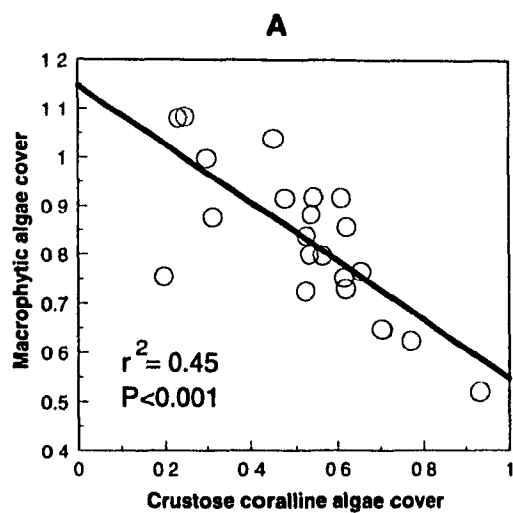 A
1 2
1 1
1
0 9
0 8
0 7
0 6
0 5
0 4
Macrophytic algae cover
r²= 0.45
P<0.001
0 0 2 0 4 0 6 0 8 1
Crustose coralline algae cover